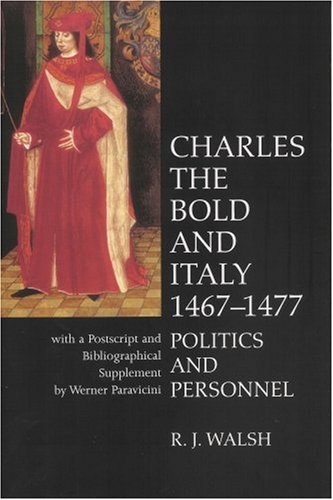 CHARLES
THE
BOLD AND
ITALY
1467–1477
POLITICS
AND
PERSONNEL
with a Postscript and
Bibliographical
Supplement
by Werner Paravicini
R. J. WALSH